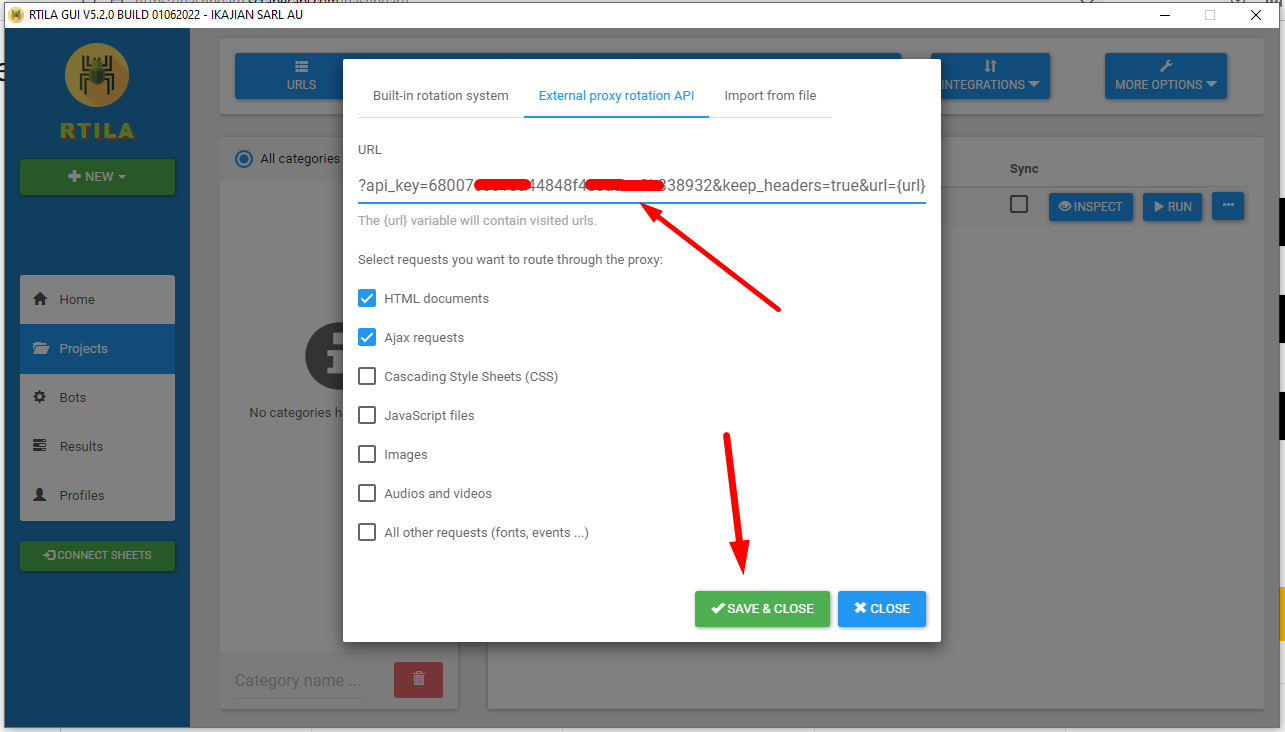 RTILA GUI V5.2.0 BUILD 01062022 - IKAJIAN SARL AU
RTILA
NEW
Home
Projects
Bots
Results
Profiles
CONNECT SHEETS
URLS
INTEGRATIONS
MORE OPTIONS
All categories
No categories
Category name ...
Sync
INSPECT
RUN
Built-in rotation system
External proxy rotation API
Import from file
URL
?api_key=68007 44848f4 838932&keep_headers=true&url={url}
The {url} variable will contain visited urls.
Select requests you want to route through the proxy:
HTML documents
Ajax requests
Cascading Style Sheets (CSS)
JavaScript files
Images
Audios and videos
All other requests (fonts, events ...)
SAVE & CLOSE
CLOSE